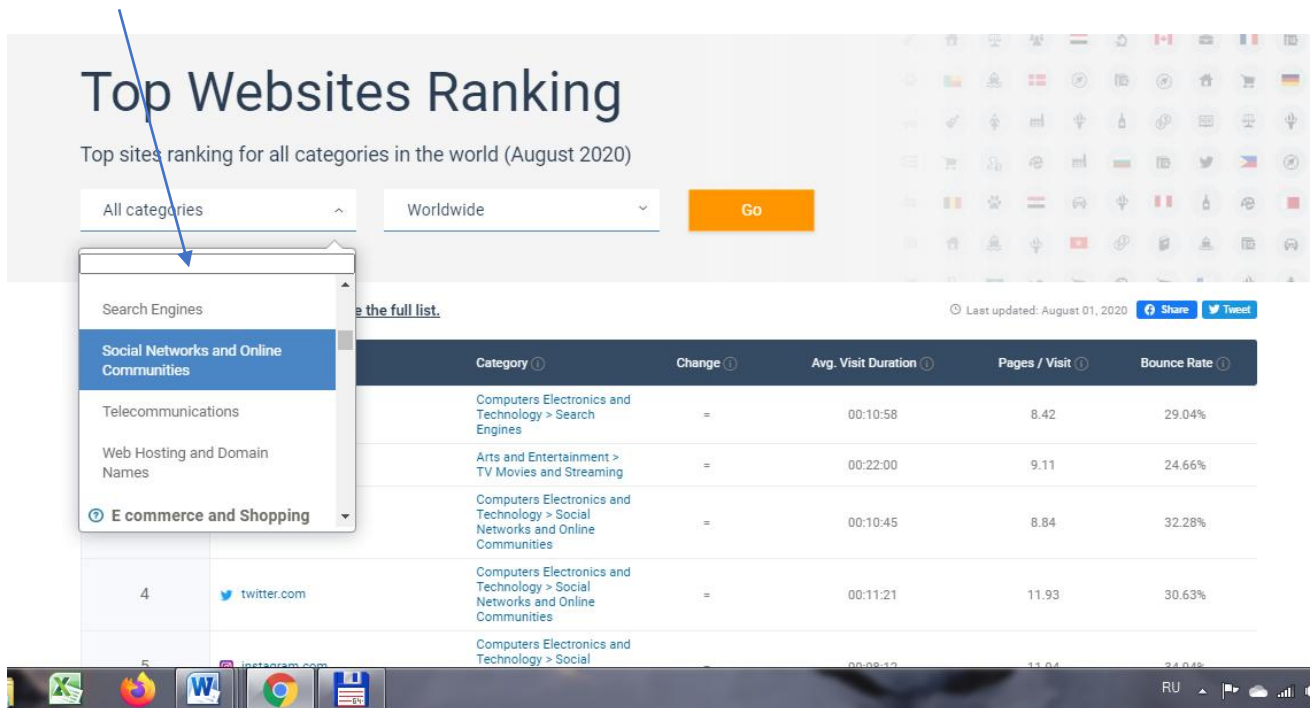 Top Websites Ranking
Top sites ranking for all categories in the world (August 2020)
All categories
Worldwide
Go
Search Engines
Social Networks and Online
Communities
Telecommunications
Web Hosting and Domain
Names
E commerce and Shopping
the full list.
Last updated: August 01, 2020
Share
Tweet
Category
Change
Avg. Visit Duration
Pages / Visit
Bounce Rate
Computers Electronics and
Technology > Search
Engines
=
00:10:58
8.42
29.04%
Arts and Entertainment >
TV Movies and Streaming
=
00:22:00
9.11
24.66%
Computers Electronics and
Technology > Social
Networks and Online
Communities
=
00:10:45
8.84
32.28%
4
twitter.com
Computers Electronics and
Technology > Social
Networks and Online
Communities
=
00:11:21
11.93
30.63%
5
instagram.com
Computers Electronics and
Technology > Social
RU